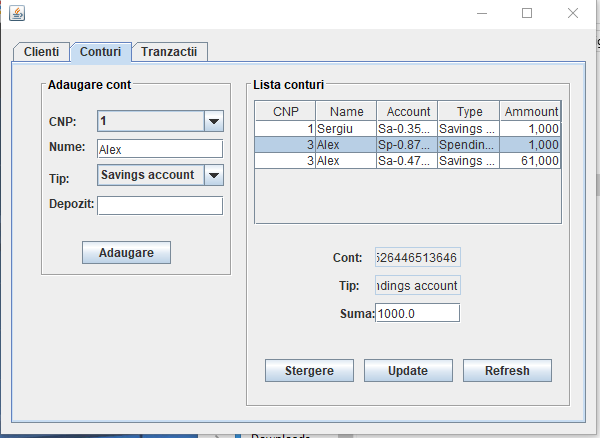 Clienti Conturi Tranzactii
Adaugare cont
CNP: 1
Nume: Alex
Tip: Savings account
Depozit:
Adaugare
Lista conturi
CNP Name Account Type Ammount
1 Sergiu Sa-0.35... Savings ... 1,000
3 Alex Sp-0.87... Spendin... 1,000
3 Alex Sa-0.47... Savings ... 61,000
Cont: 526446513646
Tip: ndings account
Suma: 1000.0
Stergere Update Refresh